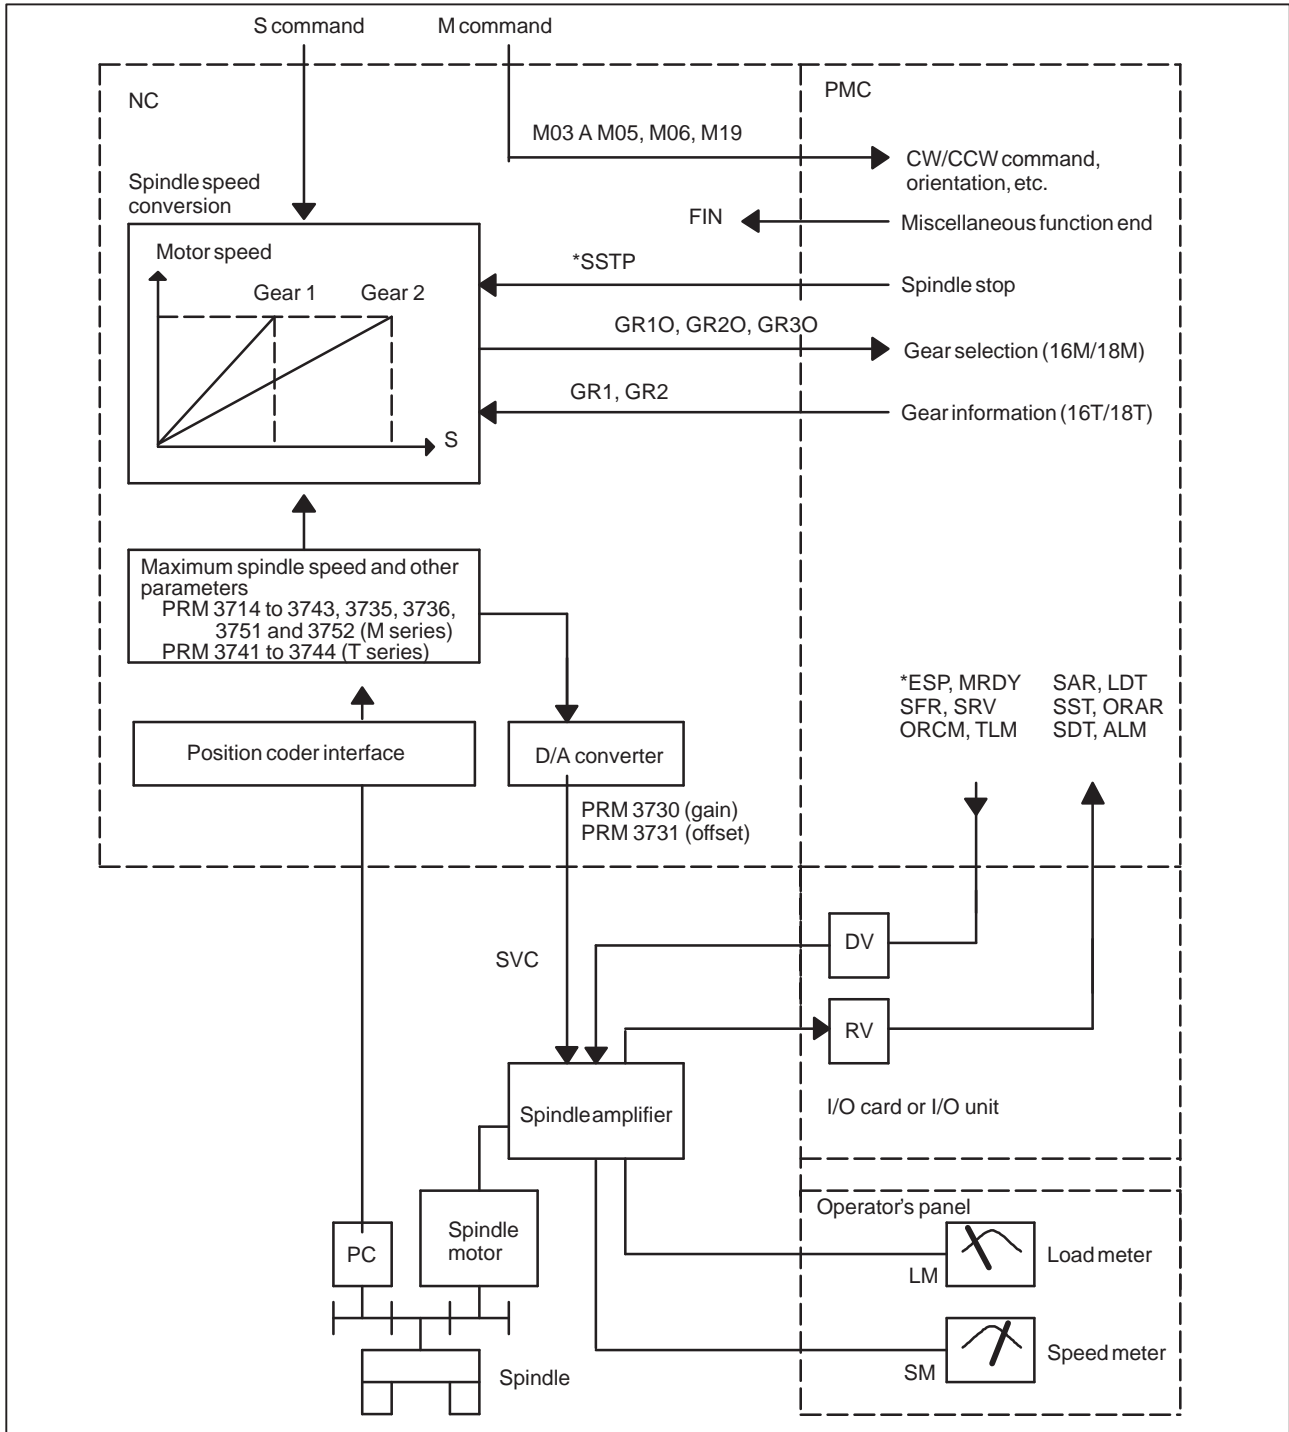 S command
M command
NC
PMC
M03 A M05, M06, M19
CW/CCW command,
orientation, etc.
Spindle speed
conversion
FIN
Miscellaneous function end
Motor speed
*SSTP
Spindle stop
Gear 1
Gear 2
GR1O, GR2O, GR3O
Gear selection (16M/18M)
GR1, GR2
Gear information (16T/18T)
S
Maximum spindle speed and other
parameters
PRM 3714 to 3743, 3735, 3736,
3751 and 3752 (M series)
PRM 3741 to 3744 (T series)
*ESP, MRDY
SFR, SRV
ORCM, TLM
SAR, LDT
SST, ORAR
SDT, ALM
Position coder interface
D/A converter
PRM 3730 (gain)
PRM 3731 (offset)
SVC
DV
RV
I/O card or I/O unit
Spindle amplifier
Operator's panel
PC
Spindle
motor
LM
Load meter
SM
Speed meter
Spindle